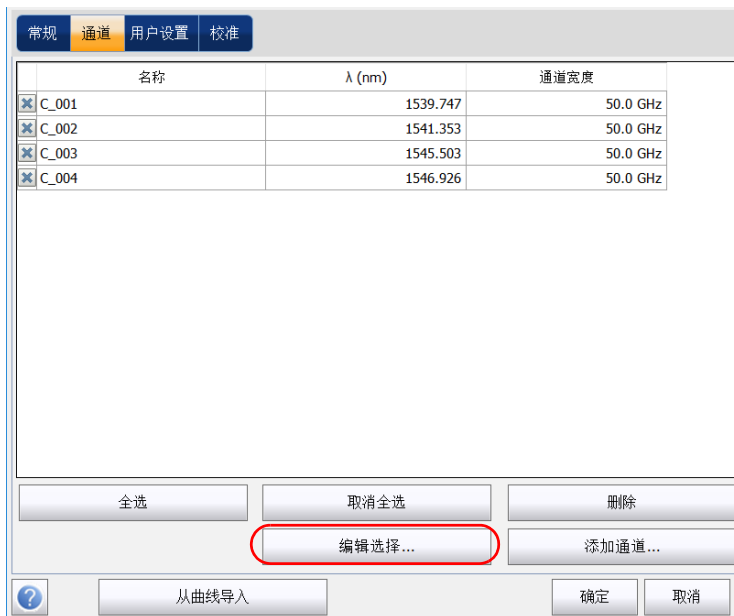 常规 通道 用户设置 校准
名称 λ (nm) 通道宽度
C_001 1539.747 50.0 GHz
C_002 1541.353 50.0 GHz
C_003 1545.503 50.0 GHz
C_004 1546.926 50.0 GHz
全选 取消全选 删除
编辑选择... 添加通道...
? 从曲线导入 确定 取消